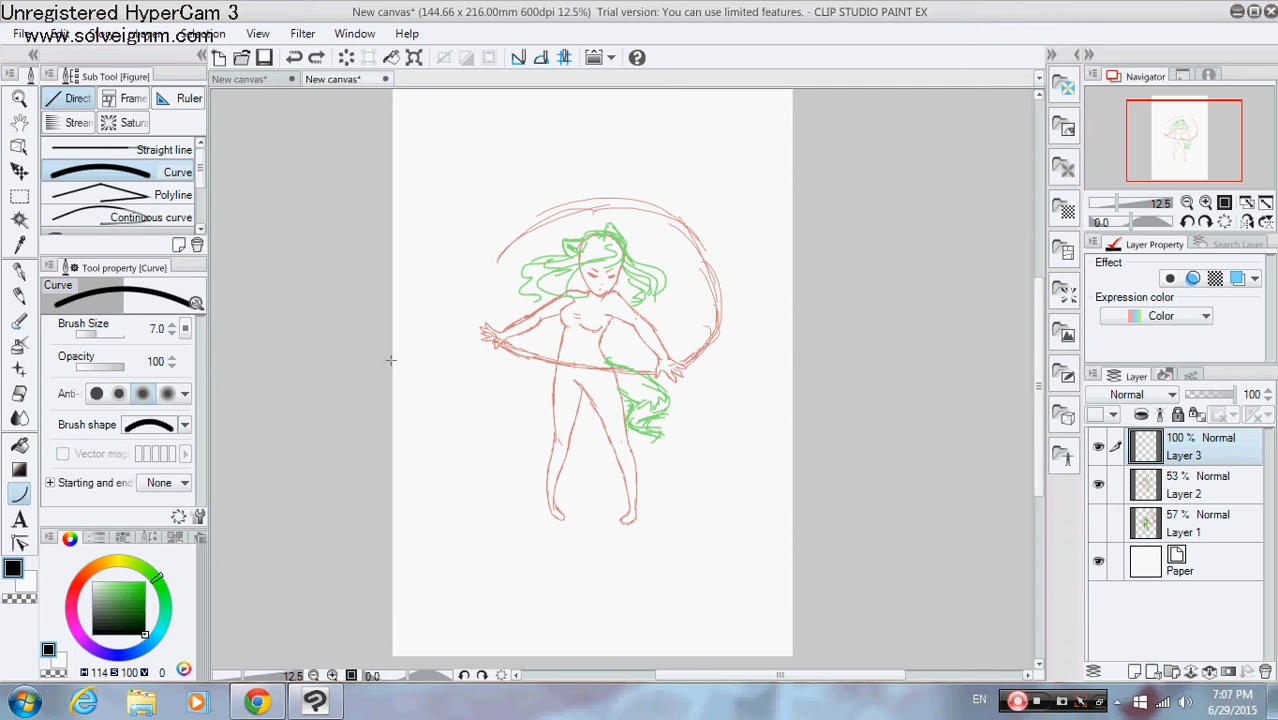 Unregistered HyperCam 3
www.solveigmm.com
New canvas* (144.66 x 216.00mm 600dpi 12.5%) Trial version: You can use limited features. - CLIP STUDIO PAINT EX
View Filter Window Help
Sub Tool [Figure]
New canvas* New canvas*
Navigator
Direct Frame Ruler
Strean Satura
Straight line
Curve
Polyline
Continuous curve
12.5
0.0
Tool property [Curve]
Layer Property Search Layer
Curve
Effect
Brush Size 7.0
Expression color
Color
Opacity 100
Layer
Anti-
Normal 100
Brush shape
100 % Normal
Layer 3
Vector mag
53 % Normal
Layer 2
Starting and end None
57 % Normal
Layer 1
Paper
H 114 S 100 V 0
12.5 0.0
EN
7:07 PM
6/29/2015